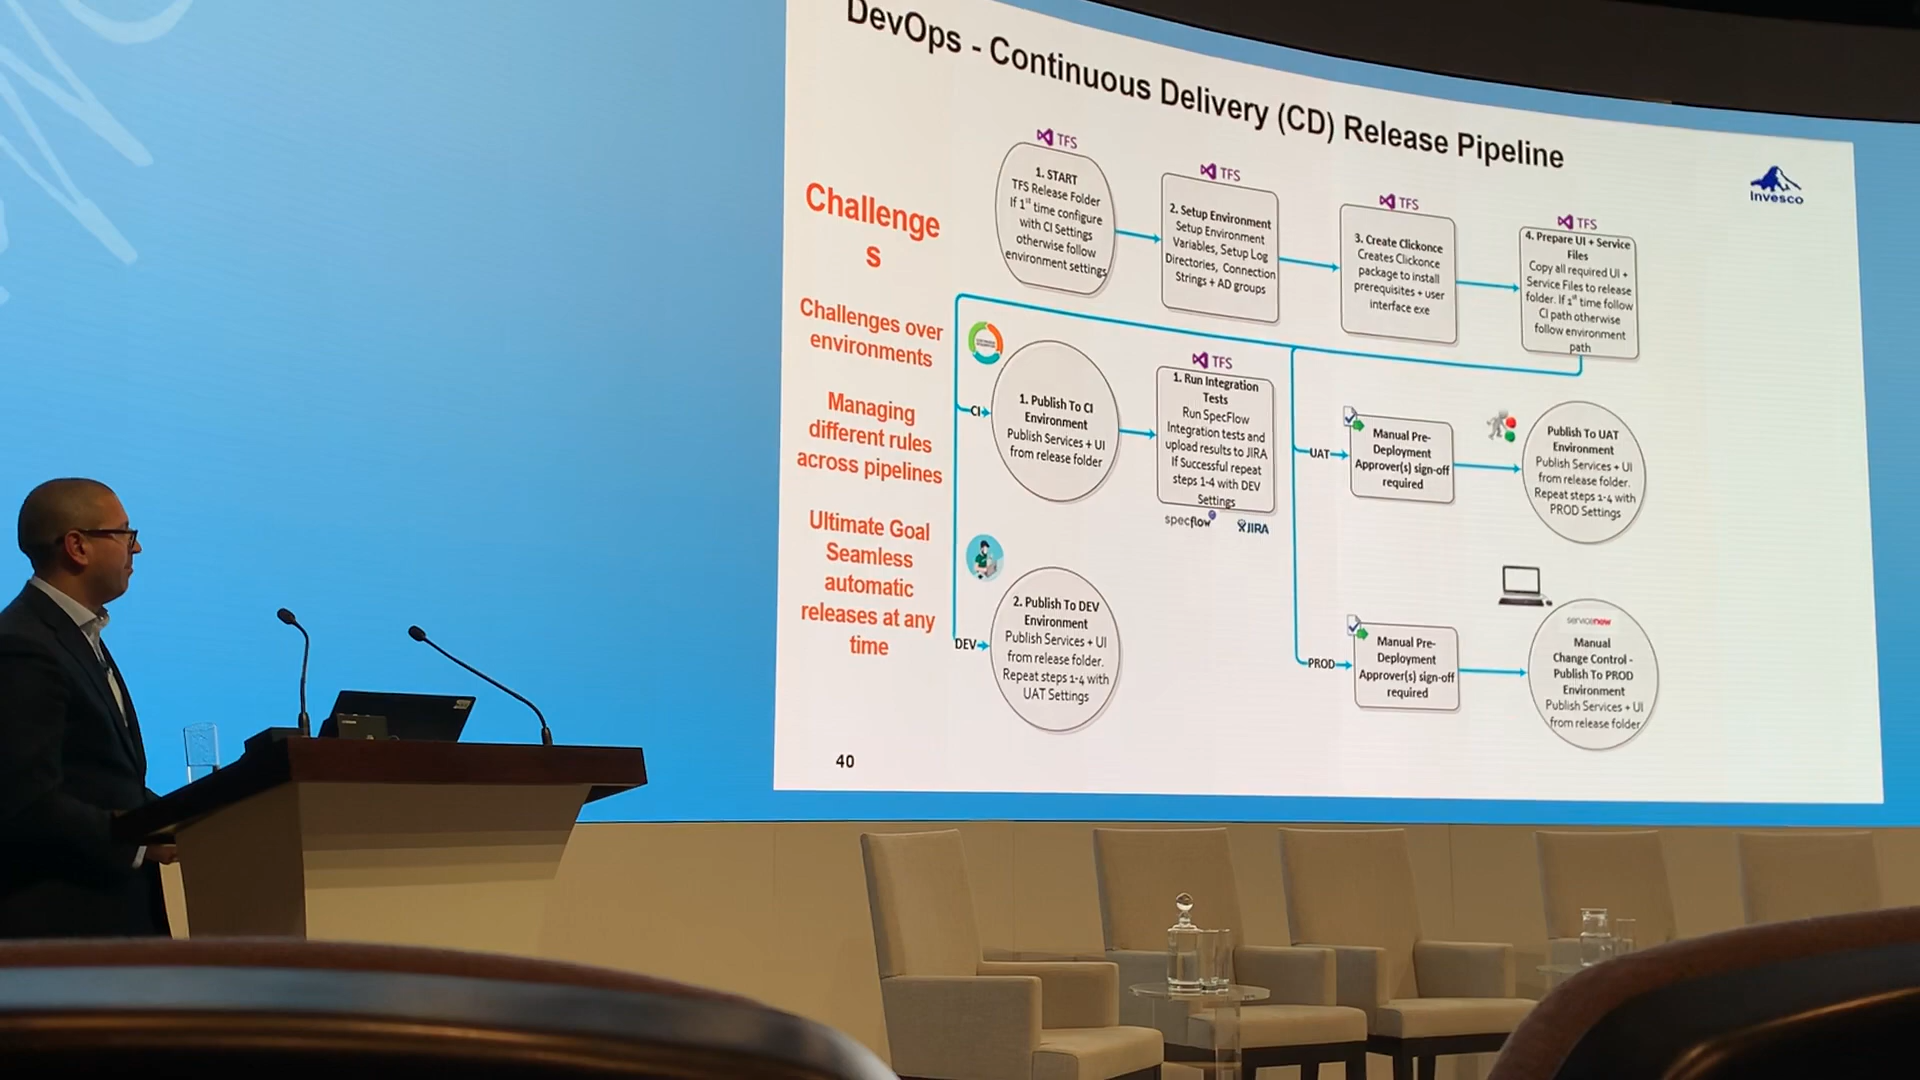 DevOps - Continuous Delivery (CD) Release Pipeline
Invesco
Challenge
s
Challenges over
environments
Managing
different rules
across pipelines
Ultimate Goal
Seamless
automatic
releases at any
time
40
TFS
1. START
TFS Release Folder
If 1st time configure
with CI Settings
otherwise follow
environment settings
TFS
2. Setup Environment
Setup Environment
Variables, Setup Log
Directories, Connection
Strings + AD groups
TFS
3. Create Clickonce
Creates Clickonce
package to install
prerequisites + user
interface exe
TFS
4. Prepare UI + Service
Files
Copy all required UI +
Service Files to release
folder. If 1st time follow
CI path otherwise
follow environment
path
CI
1. Publish To CI
Environment
Publish Services + UI
from release folder
TFS
1. Run Integration
Tests
Run SpecFlow
Integration tests and
upload results to JIRA
If Successful repeat
steps 1-4 with DEV
Settings
specflow
JIRA
UAT
Manual Pre-
Deployment
Approver(s) sign-off
required
Publish To UAT
Environment
Publish Services + UI
from release folder.
Repeat steps 1-4 with
PROD Settings
DEV
2. Publish To DEV
Environment
Publish Services + UI
from release folder.
Repeat steps 1-4 with
UAT Settings
PROD
Manual Pre-
Deployment
Approver(s) sign-off
required
servicenow
Manual
Change Control -
Publish To PROD
Environment
Publish Services + UI
from release folder